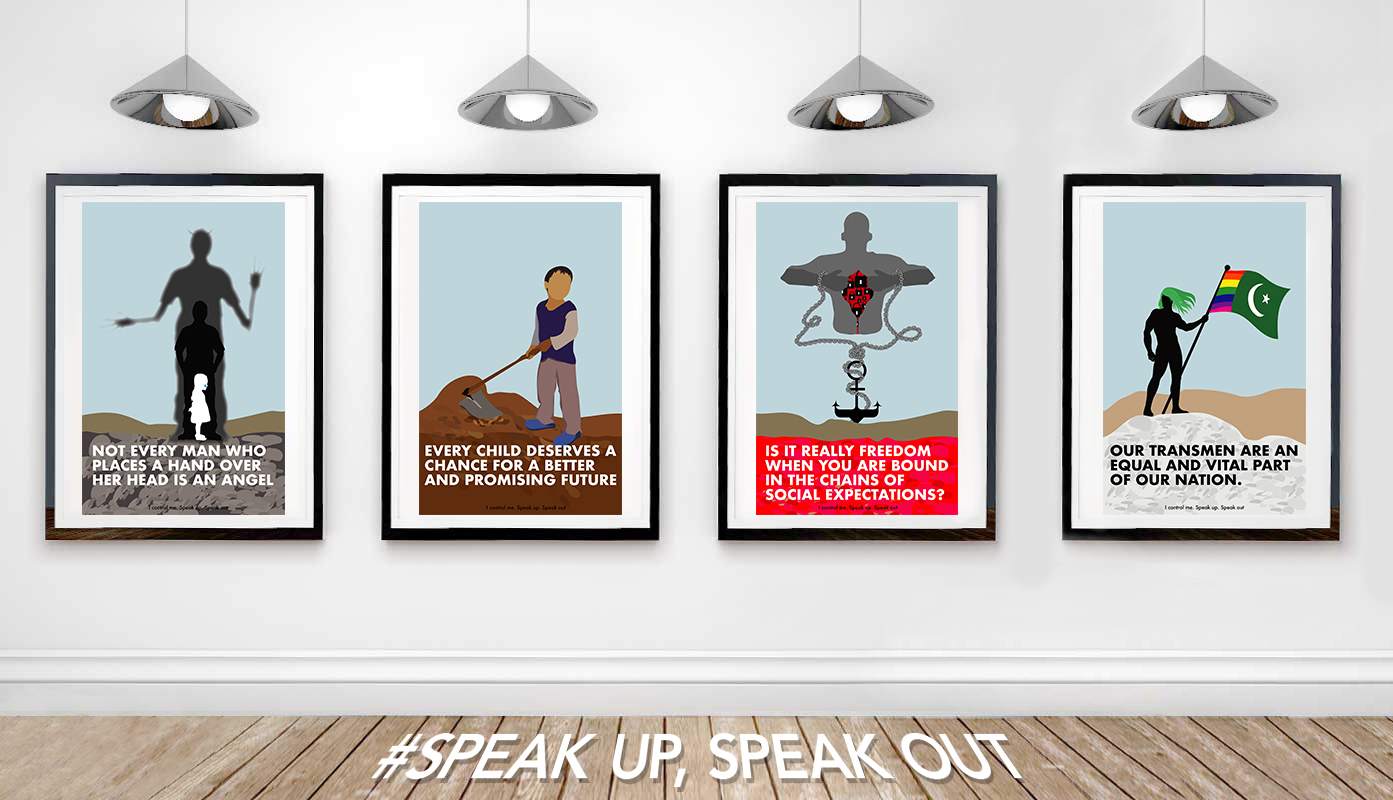 NOT EVERY MAN WHO
PLACES A HAND OVER
HER HEAD IS AN ANGEL
I control me. Speak up. Speak out
EVERY CHILD DESERVES A
CHANCE FOR A BETTER
AND PROMISING FUTURE
I control me. Speak up. Speak out
IS IT REALLY FREEDOM
WHEN YOU ARE BOUND
IN THE CHAINS OF
SOCIAL EXPECTATIONS?
I control me. Speak up. Speak out
OUR TRANSMEN ARE AN
EQUAL AND VITAL PART
OF OUR NATION.
I control me. Speak up. Speak out
#SPEAK UP, SPEAK OUT